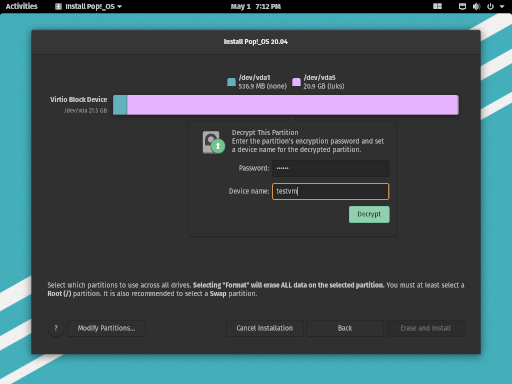 Activities
Install Pop!_OS
May 1 7:12 PM
Install Pop!_OS 20.04
/dev/vda1
536.9 MB (none)
/dev/vda5
20.9 GB (luks)
Virtio Block Device
/dev/vda 21.5 GB
Decrypt This Partition
Enter the partition's encryption password and set
a device name for the decrypted partition.
Password: ••••••
Device name: testvm
Decrypt
Select which partitions to use across all drives. Selecting "Format" will erase ALL data on the selected partition. You must at least select a
Root (/) partition. It is also recommended to select a Swap partition.
? Modify Partitions... Cancel Installation Back Erase and Install